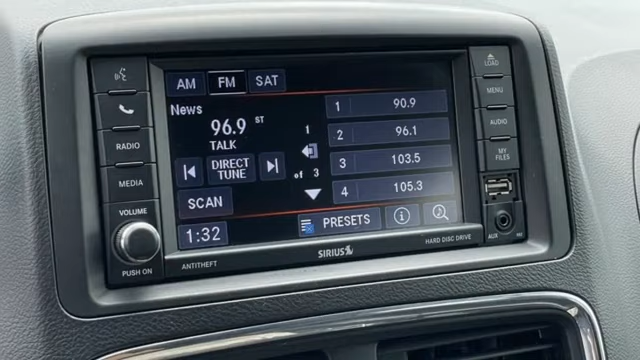 RADIO
MEDIA
VOLUME
PUSH ON
AM FM SAT
News
96.9 ST
TALK
DIRECT
TUNE
SCAN
1:32
1
of 3
1 90.9
2 96.1
3 103.5
4 105.3
PRESETS
LOAD
MENU
AUDIO
MY
FILES
AUX
ANTITHEFT
SIRIUS
HARD DISC DRIVE